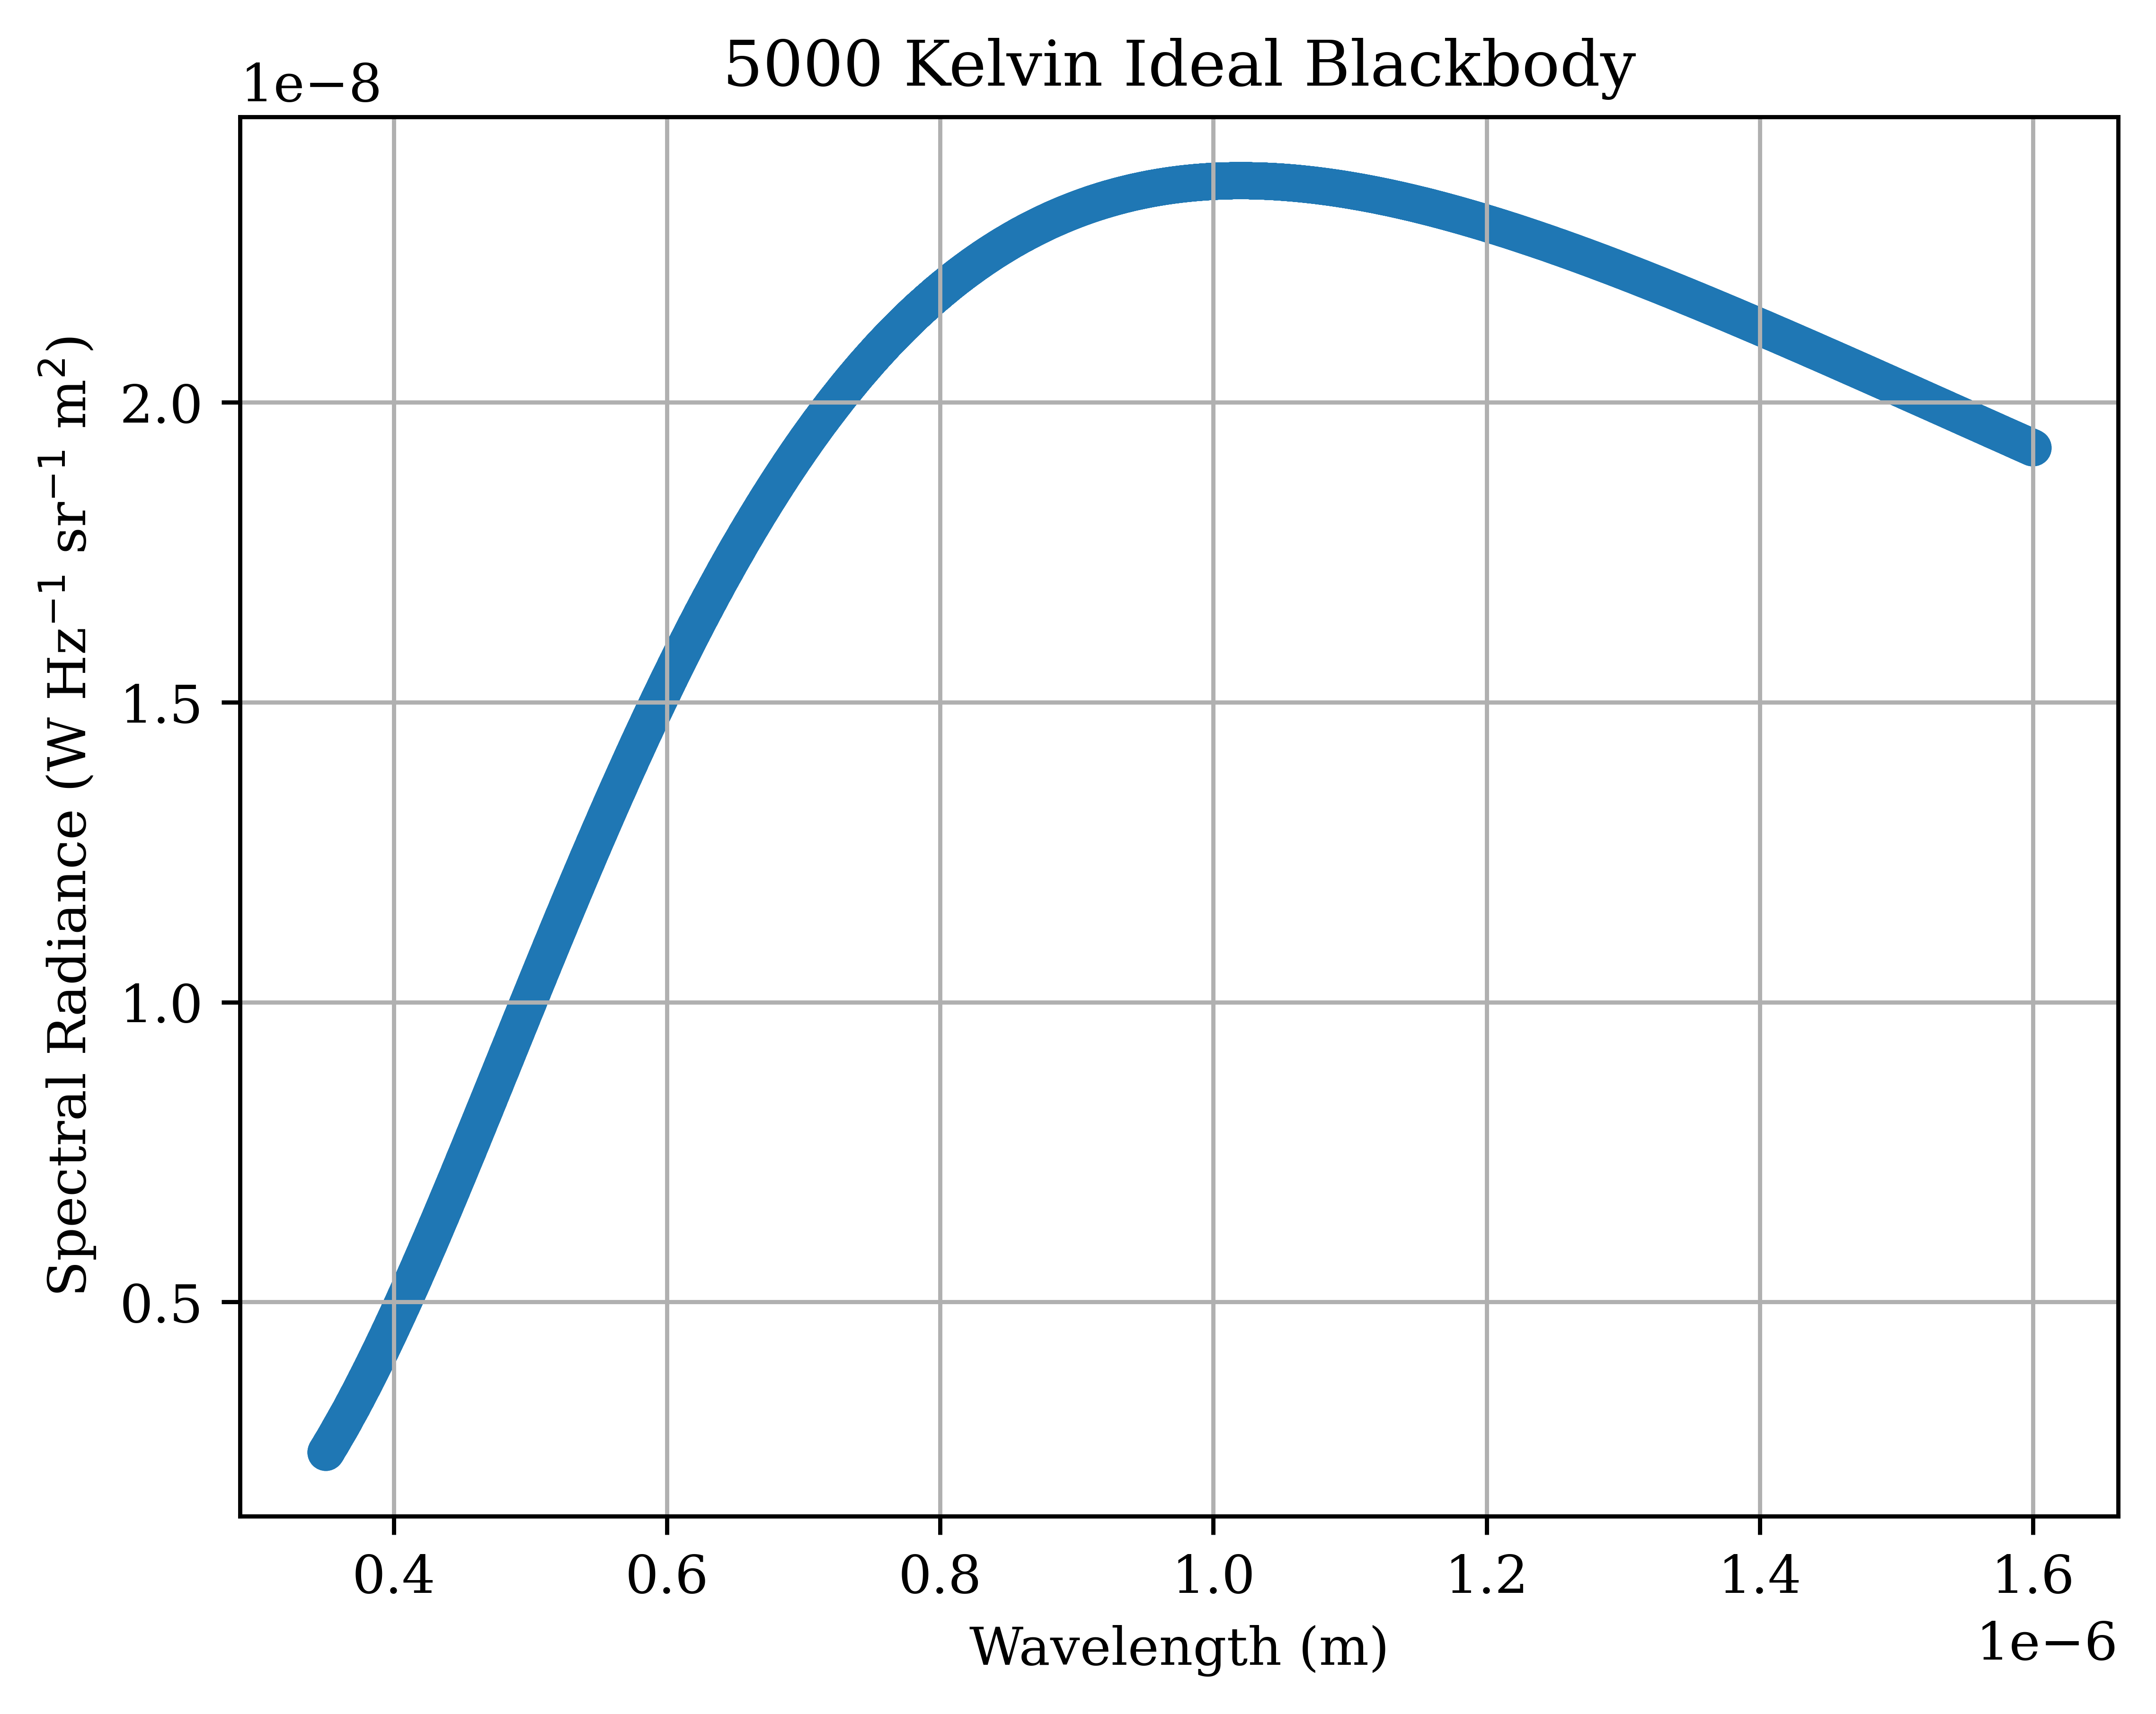 5000 Kelvin Ideal Blackbody
1e−8
2.0
1.5
1.0
0.5
Spectral Radiance (W Hz⁻¹ sr⁻¹ m²)
0.4 0.6 0.8 1.0 1.2 1.4 1.6
1e−6
Wavelength (m)